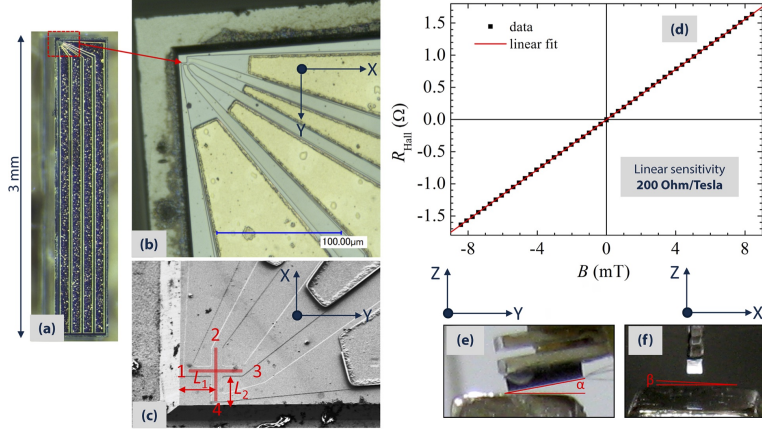 3 mm
(a)
X
Y
100.00µm
(b)
X
Y
1
2
3
4
L1
L2
(c)
(d)
data
linear fit
1.5
1.0
0.5
0.0
-0.5
-1.0
-1.5
RHall (Ω)
Linear sensitivity
200 Ohm/Tesla
-8
-4
0
4
8
B (mT)
Z
Y
(e)
α
Z
X
(f)
β